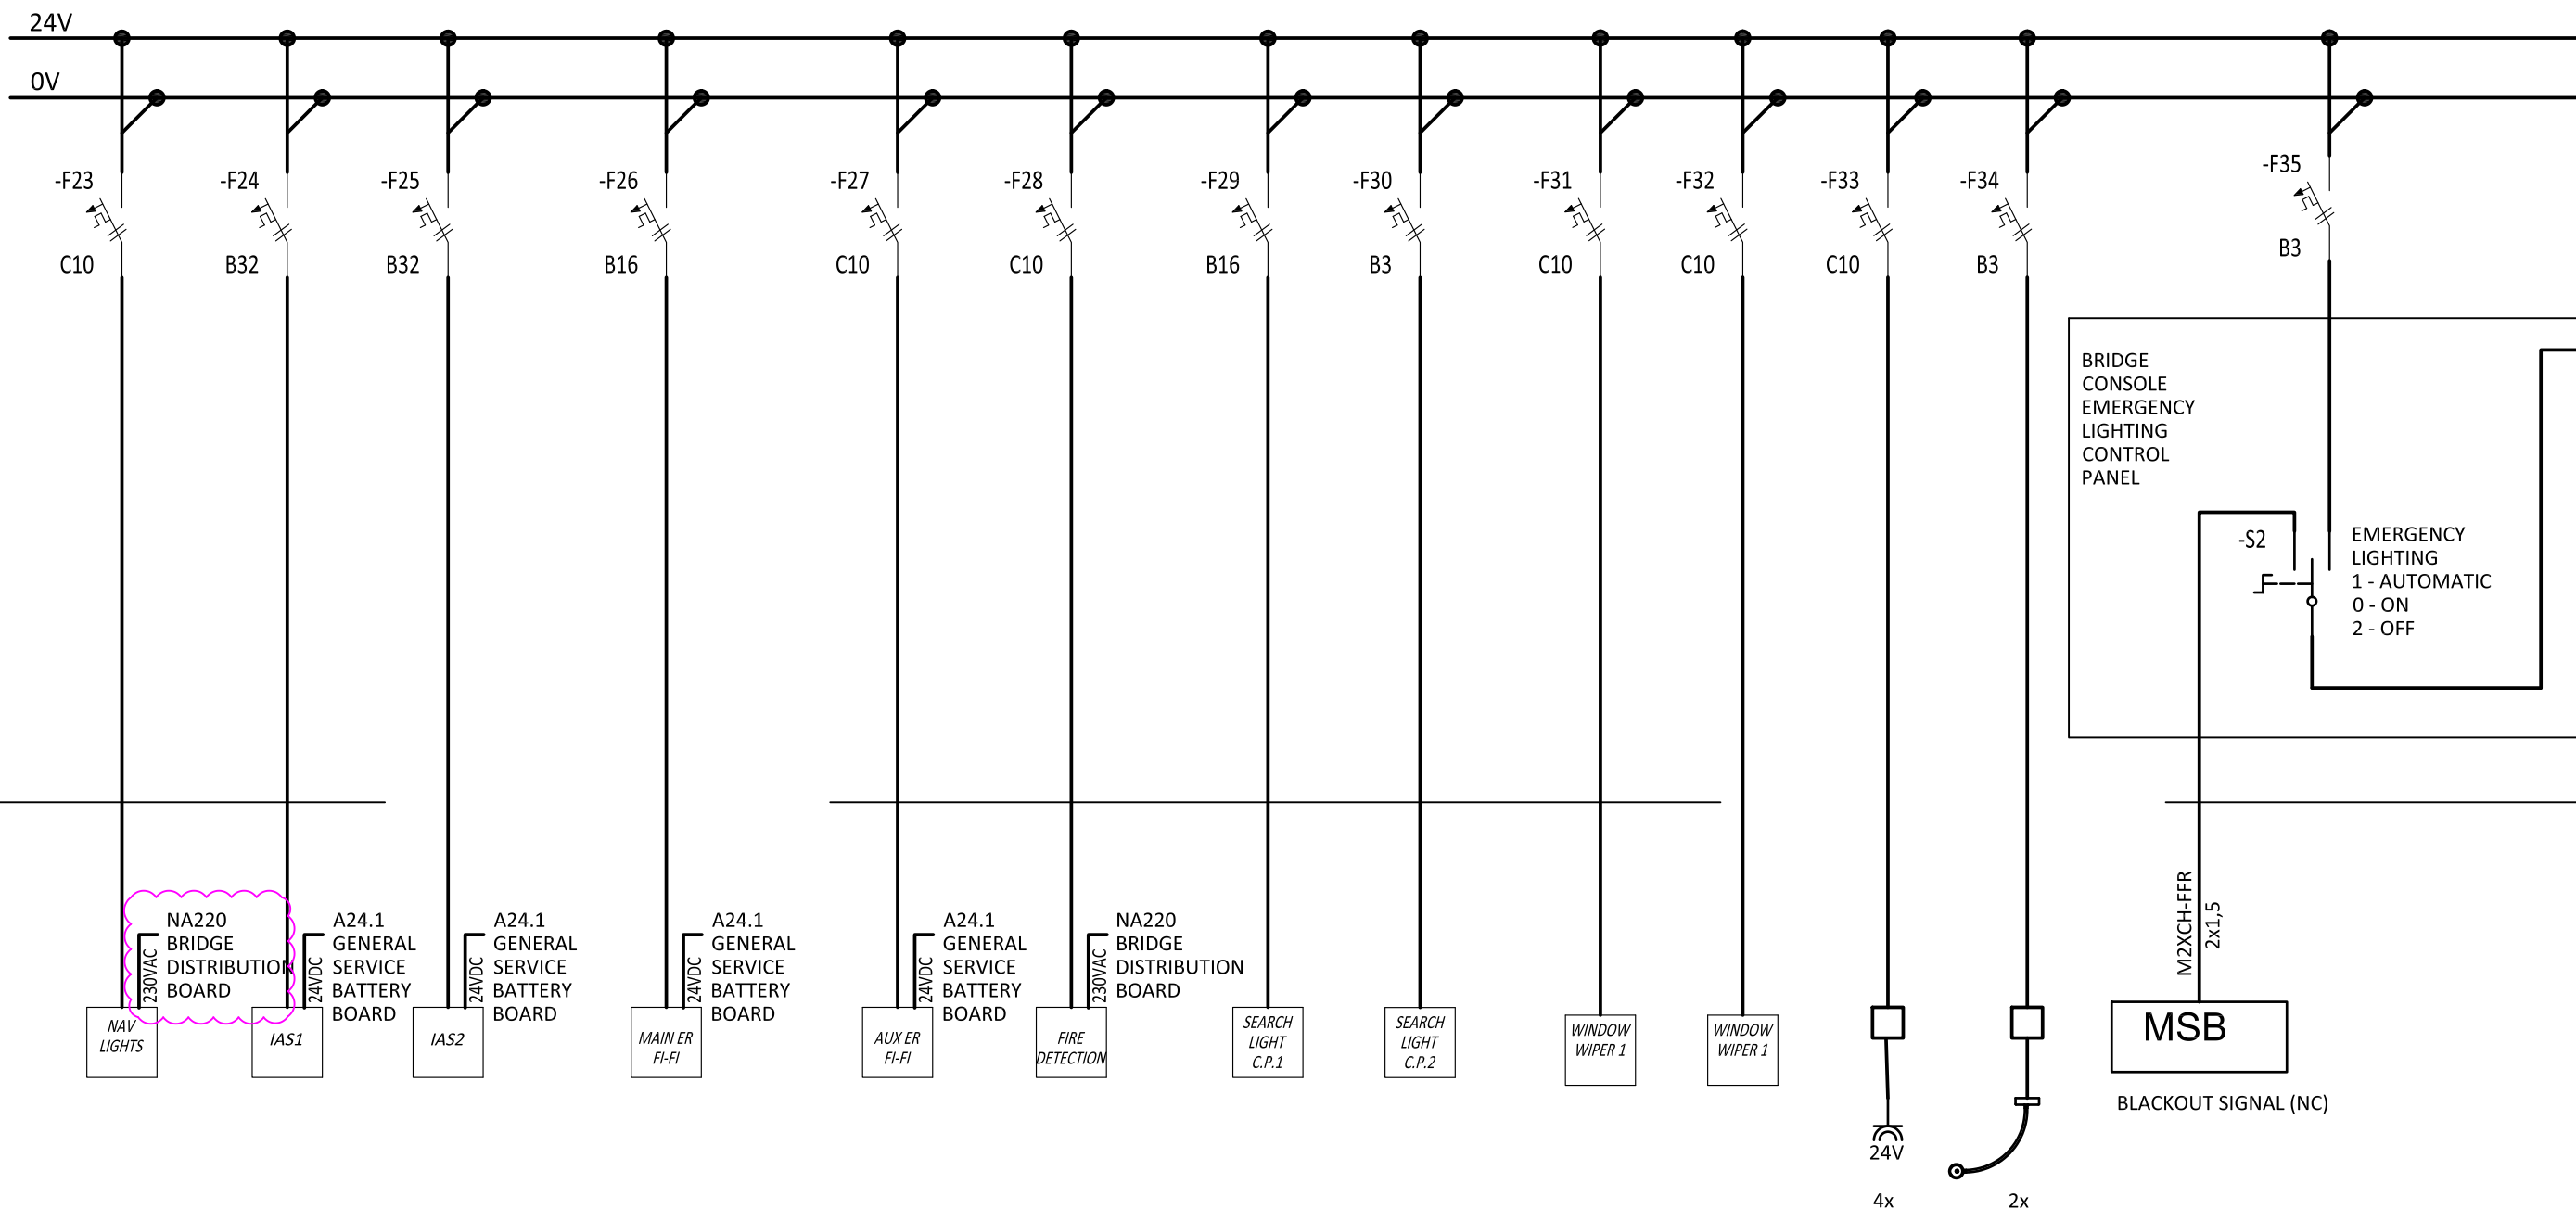 24V
0V
-F23
-F24
-F25
-F26
-F27
-F28
-F29
-F30
-F31
-F32
-F33
-F34
-F35
C10
B32
B32
B16
C10
C10
B16
B3
C10
C10
C10
B3
B3
BRIDGE
CONSOLE
EMERGENCY
LIGHTING
CONTROL
PANEL
-S2
EMERGENCY
LIGHTING
1 - AUTOMATIC
0 - ON
2 - OFF
M2XCH-FFR
2x1,5
230VAC
NA220
BRIDGE
DISTRIBUTION
BOARD
24VDC
A24.1
GENERAL
SERVICE
BATTERY
BOARD
24VDC
A24.1
GENERAL
SERVICE
BATTERY
BOARD
24VDC
A24.1
GENERAL
SERVICE
BATTERY
BOARD
24VDC
A24.1
GENERAL
SERVICE
BATTERY
BOARD
230VAC
NA220
BRIDGE
DISTRIBUTION
BOARD
NAV
LIGHTS
IAS1
IAS2
MAIN ER
FI-FI
AUX ER
FI-FI
FIRE
DETECTION
SEARCH
LIGHT
C.P.1
SEARCH
LIGHT
C.P.2
WINDOW
WIPER 1
WINDOW
WIPER 1
MSB
BLACKOUT SIGNAL (NC)
24V
4x
2x